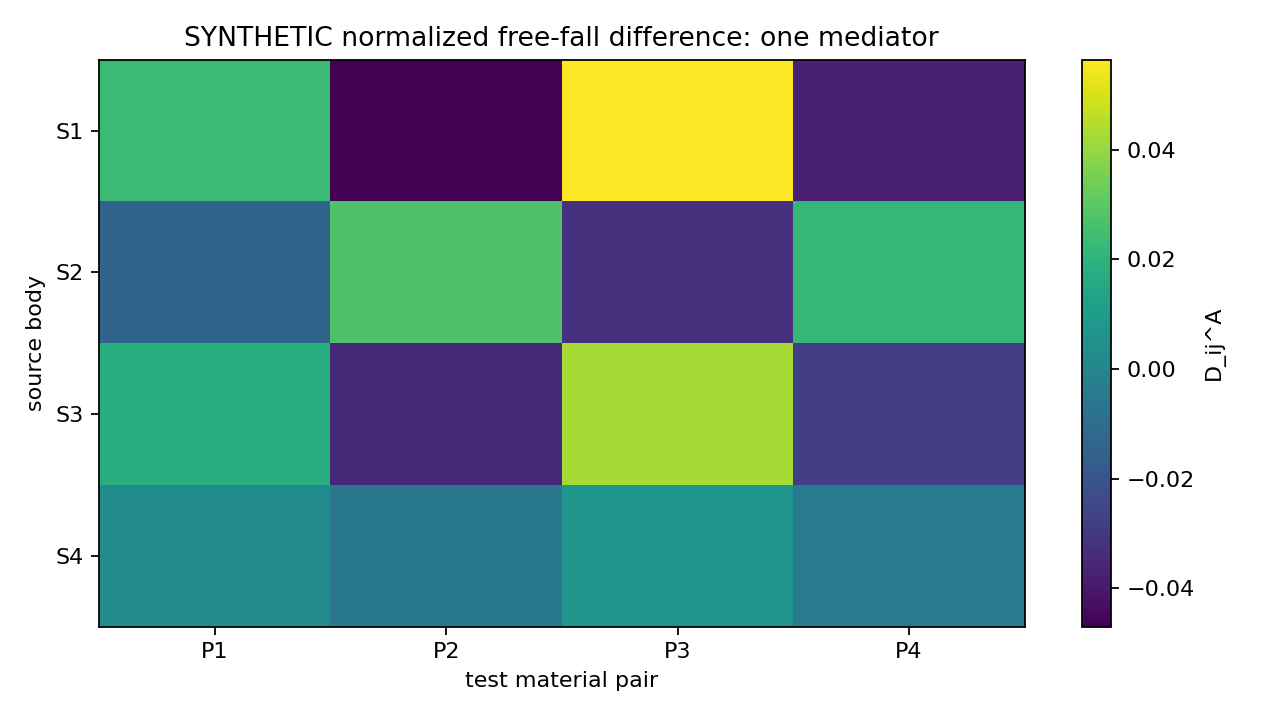 SYNTHETIC normalized free-fall difference: one mediator
S1
S2
S3
S4
source body
P1 P2 P3 P4
test material pair
0.04
0.02
0.00
−0.02
−0.04
D_ij^A